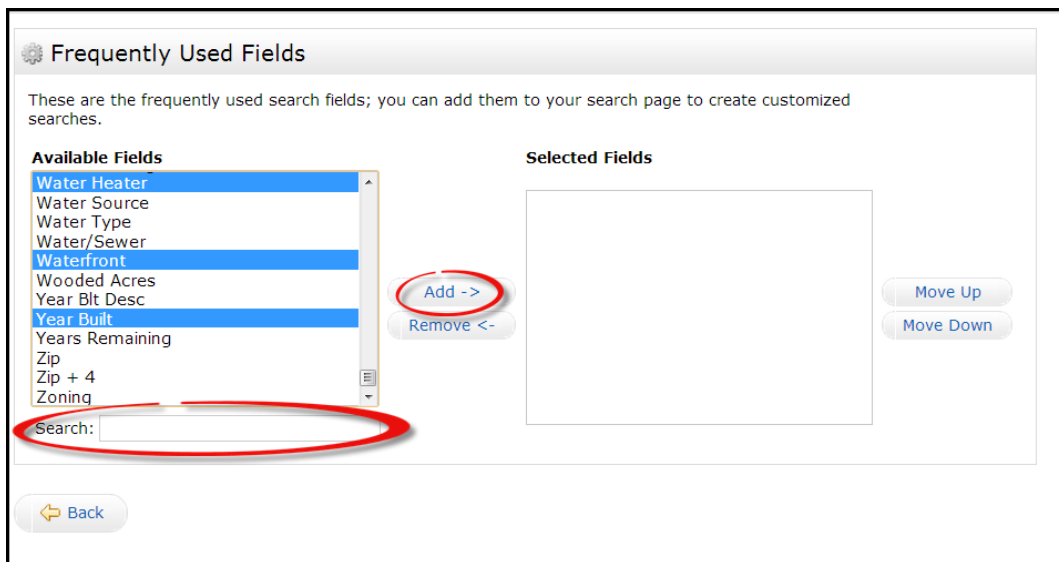 Frequently Used Fields
These are the frequently used search fields; you can add them to your search page to create customized
searches.
Available Fields
Water Heater
Water Source
Water Type
Water/Sewer
Waterfront
Wooded Acres
Year Blt Desc
Year Built
Years Remaining
Zip
Zip + 4
Zoning
Search:
Add ->
Remove <-
Selected Fields
Move Up
Move Down
Back